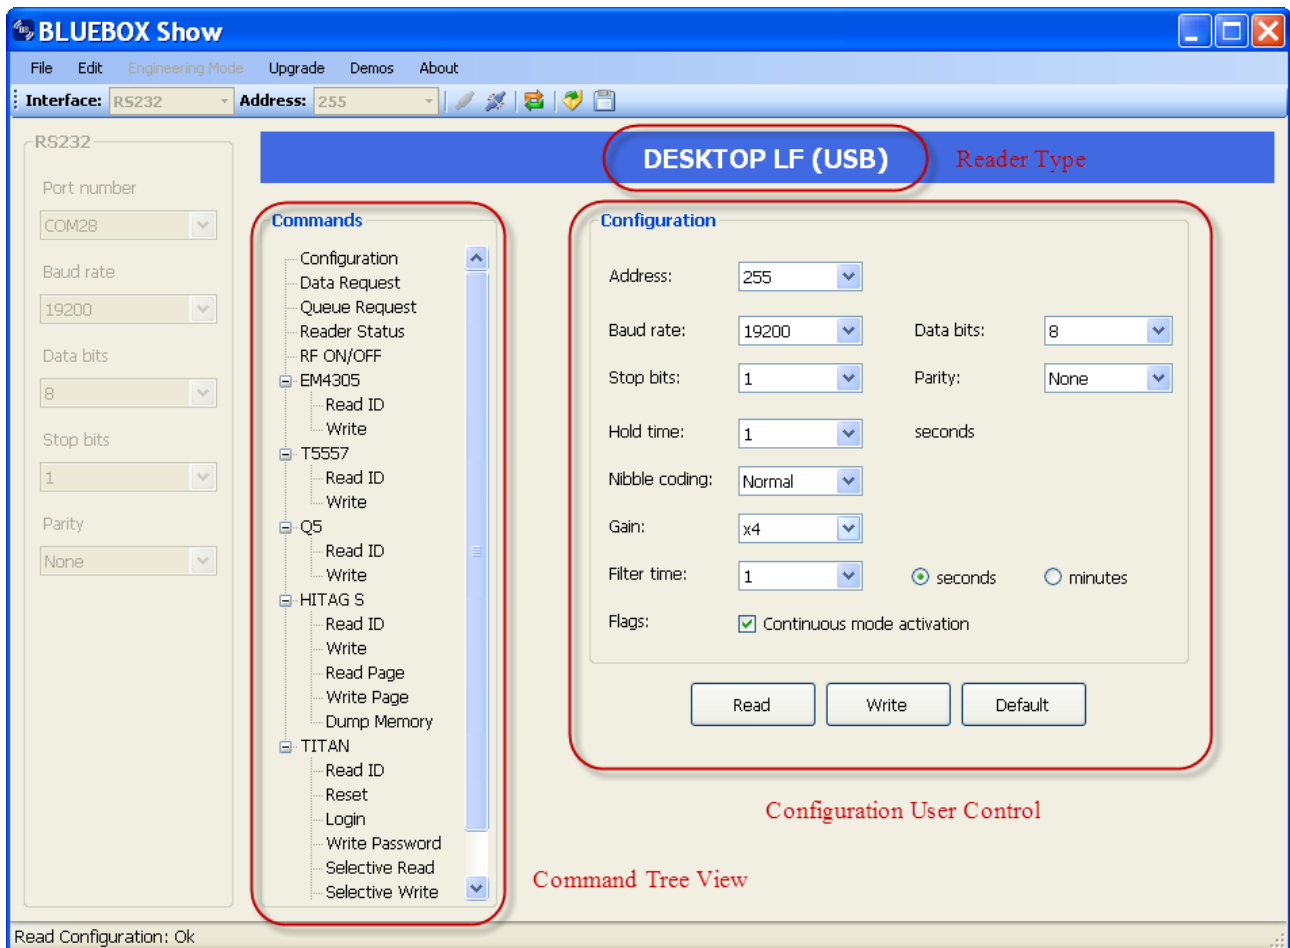 BLUEBOX Show
File Edit Engineering Mode Upgrade Demos About
Interface: RS232 Address: 255
DESKTOP LF (USB) Reader Type
RS232
Port number
COM28
Baud rate
19200
Data bits
8
Stop bits
1
Parity
None
Commands
Configuration
Data Request
Queue Request
Reader Status
RF ON/OFF
EM4305
Read ID
Write
T5557
Read ID
Write
Q5
Read ID
Write
HITAG S
Read ID
Write
Read Page
Write Page
Dump Memory
TITAN
Read ID
Reset
Login
Write Password
Selective Read
Selective Write
Command Tree View
Configuration
Address: 255
Baud rate: 19200 Data bits: 8
Stop bits: 1 Parity: None
Hold time: 1 seconds
Nibble coding: Normal
Gain: x4
Filter time: 1 seconds minutes
Flags: Continuous mode activation
Read Write Default
Configuration User Control
Read Configuration: Ok